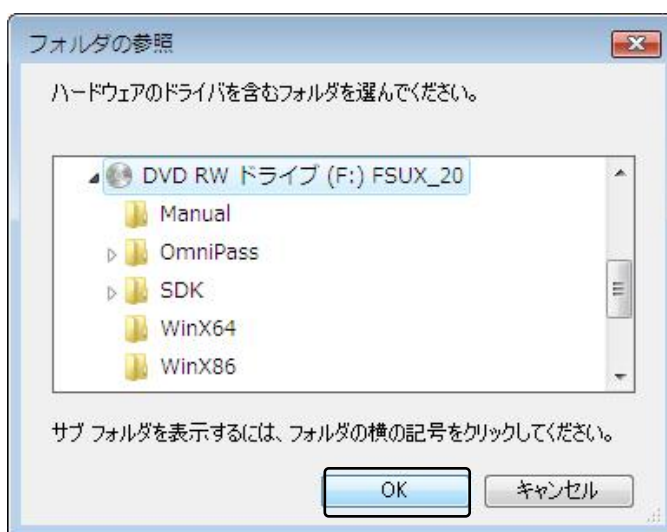 フォルダの参照
ハードウェアのドライバを含むフォルダを選んでください。
DVD RW ドライブ (F:) FSUX_20
Manual
OmniPass
SDK
WinX64
WinX86
サブ フォルダを表示するには、フォルダの横の記号をクリックしてください。
OK キャンセル